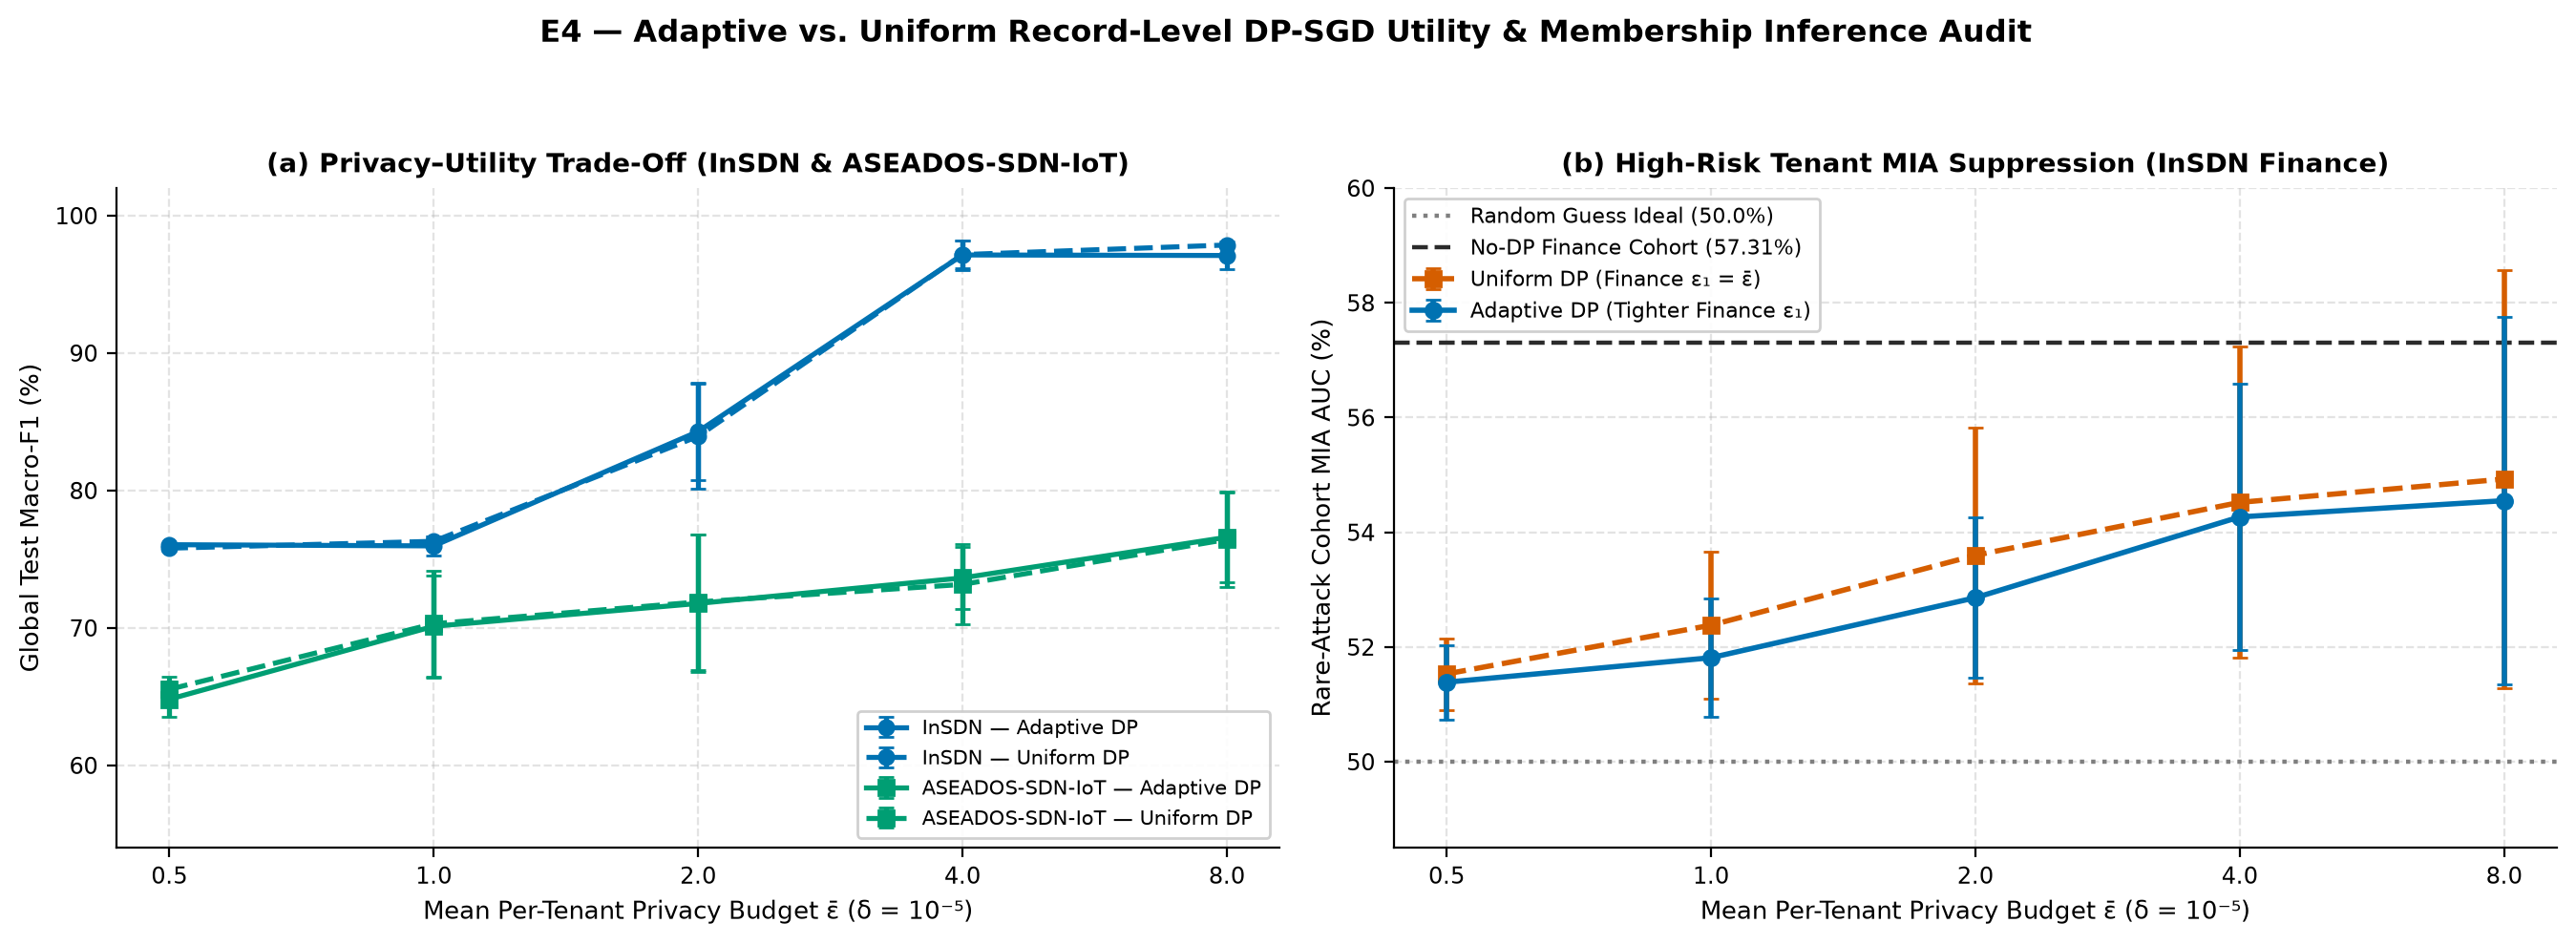 E4 — Adaptive vs. Uniform Record-Level DP-SGD Utility & Membership Inference Audit
(a) Privacy–Utility Trade-Off (InSDN & ASEADOS-SDN-IoT)
Global Test Macro-F1 (%)
100
90
80
70
60
InSDN — Adaptive DP
InSDN — Uniform DP
ASEADOS-SDN-IoT — Adaptive DP
ASEADOS-SDN-IoT — Uniform DP
0.5
1.0
2.0
4.0
8.0
Mean Per-Tenant Privacy Budget ε̄ (δ = 10⁻⁵)
(b) High-Risk Tenant MIA Suppression (InSDN Finance)
Rare-Attack Cohort MIA AUC (%)
60
58
56
54
52
50
Random Guess Ideal (50.0%)
No-DP Finance Cohort (57.31%)
Uniform DP (Finance ε₁ = ε̄)
Adaptive DP (Tighter Finance ε₁)
0.5
1.0
2.0
4.0
8.0
Mean Per-Tenant Privacy Budget ε̄ (δ = 10⁻⁵)